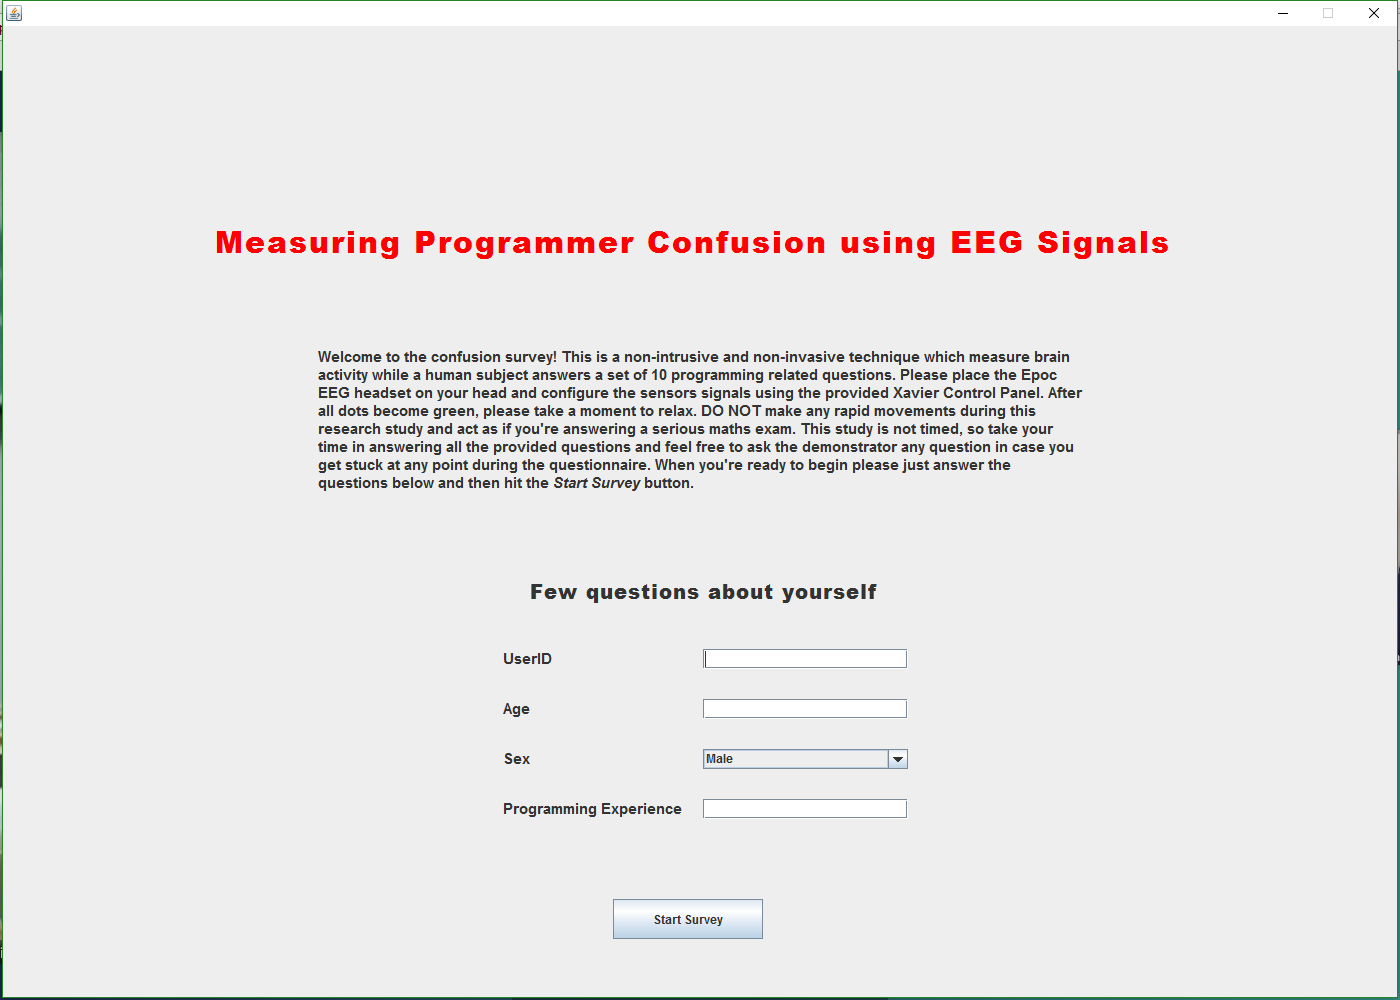 Measuring Programmer Confusion using EEG Signals
Welcome to the confusion survey! This is a non-intrusive and non-invasive technique which measure brain
activity while a human subject answers a set of 10 programming related questions. Please place the Epoc
EEG headset on your head and configure the sensors signals using the provided Xavier Control Panel. After
all dots become green, please take a moment to relax. DO NOT make any rapid movements during this
research study and act as if you're answering a serious maths exam. This study is not timed, so take your
time in answering all the provided questions and feel free to ask the demonstrator any question in case you
get stuck at any point during the questionnaire. When you're ready to begin please just answer the
questions below and then hit the Start Survey button.
Few questions about yourself
UserID
Age
Sex Male
Programming Experience
Start Survey